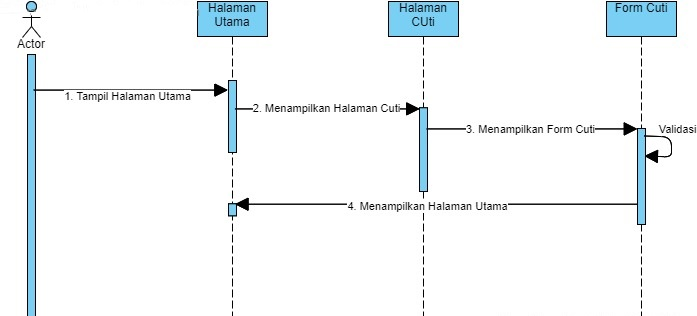 Halaman
Utama
Halaman
CUti
Form Cuti
Actor
1. Tampil Halaman Utama
2. Menampilkan Halaman Cuti
3. Menampilkan Form Cuti
Validasi
4. Menampilkan Halaman Utama